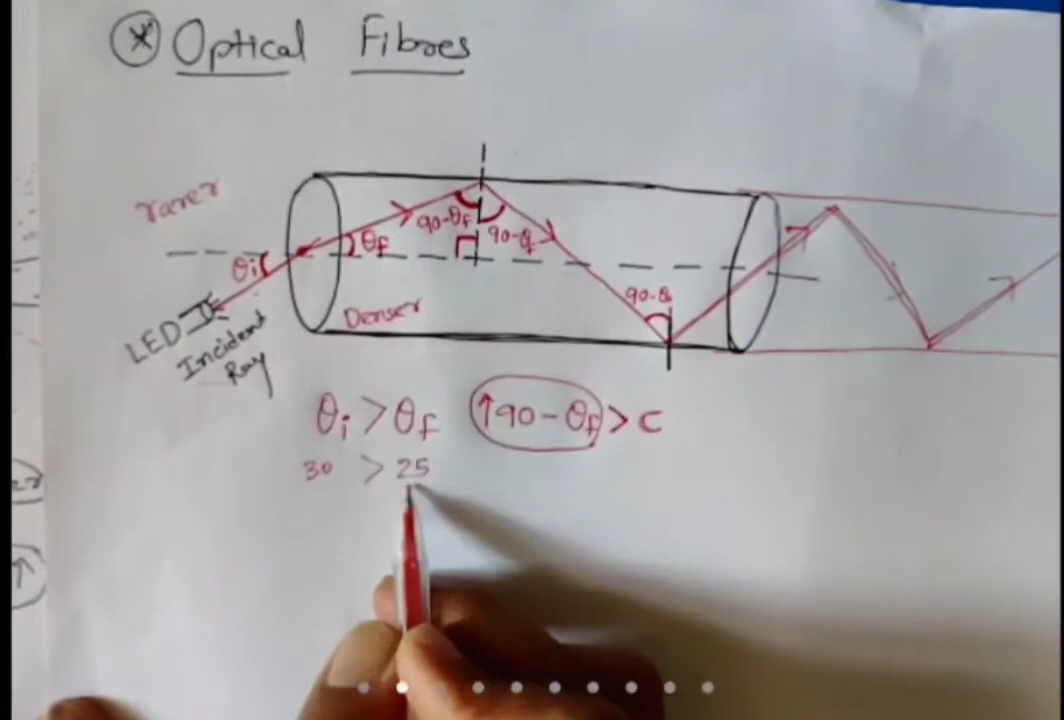 * Optical Fibres
rarer
90-θf
90-θf
θf
θi
90-θ
Denser
LED
Incident
Ray
θi > θf ↑90-θf > c
30 > 25